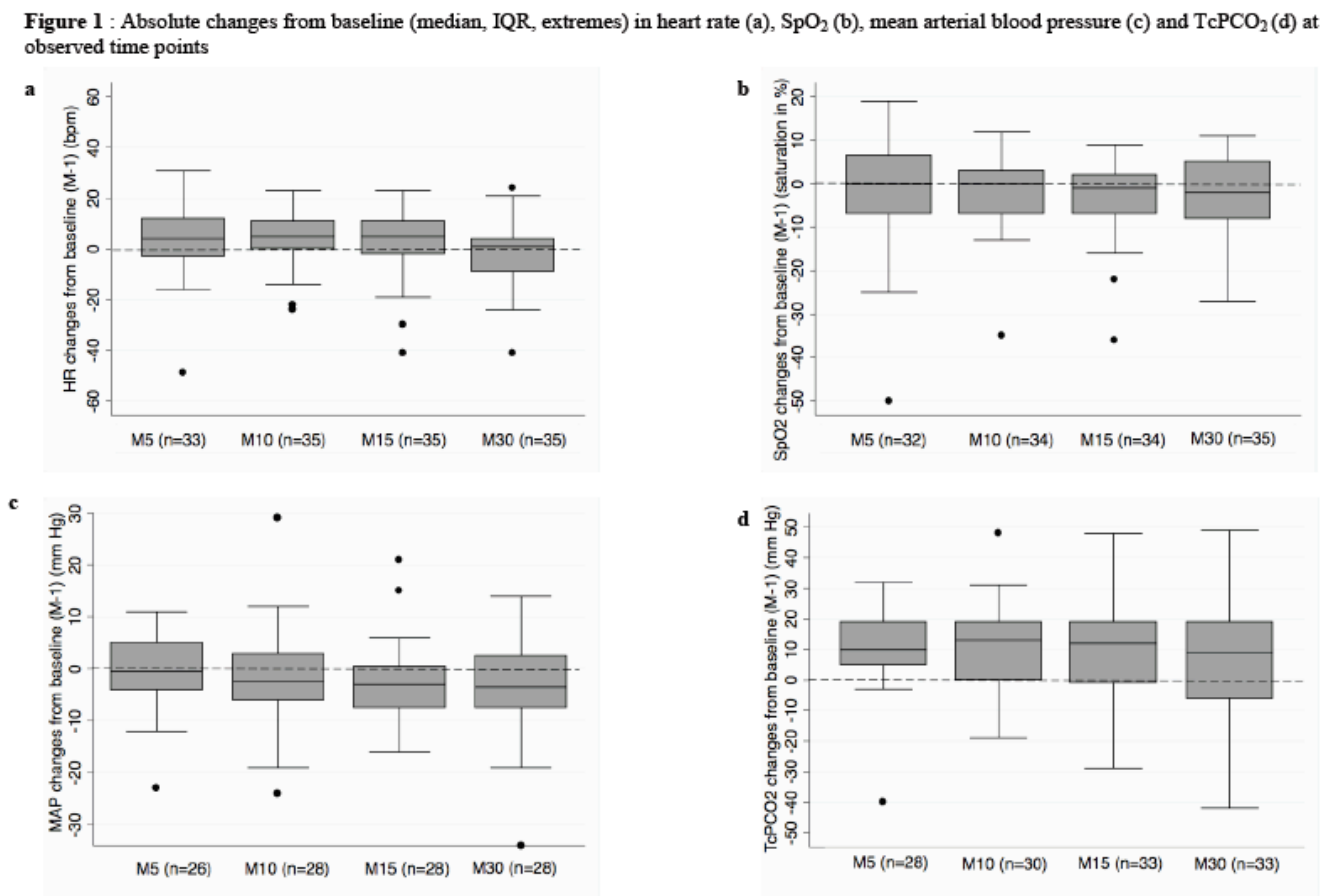 Figure 1 : Absolute changes from baseline (median, IQR, extremes) in heart rate (a), SpO₂ (b), mean arterial blood pressure (c) and TcPCO₂ (d) at
observed time points
a
HR changes from baseline (M-1) (bpm)
60
40
20
0
-20
-40
-60
M5 (n=33) M10 (n=35) M15 (n=35) M30 (n=35)
b
SpO2 changes from baseline (M-1) (saturation in %)
20
10
0
-10
-20
-30
-40
-50
M5 (n=32) M10 (n=34) M15 (n=34) M30 (n=35)
c
MAP changes from baseline (M-1) (mm Hg)
30
20
10
0
-10
-20
-30
M5 (n=26) M10 (n=28) M15 (n=28) M30 (n=28)
d
TcPCO2 changes from baseline (M-1) (mm Hg)
50
40
30
20
10
0
-10
-20
-30
-40
-50
M5 (n=28) M10 (n=30) M15 (n=33) M30 (n=33)